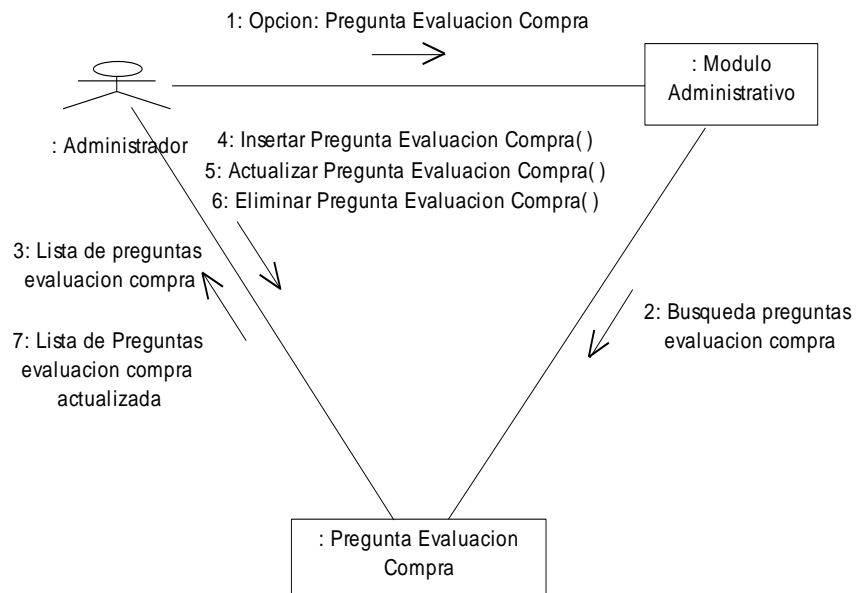 1: Opcion: Pregunta Evaluacion Compra
: Modulo
Administrativo
: Administrador
4: Insertar Pregunta Evaluacion Compra( )
5: Actualizar Pregunta Evaluacion Compra( )
6: Eliminar Pregunta Evaluacion Compra( )
3: Lista de preguntas
evaluacion compra
7: Lista de Preguntas
evaluacion compra
actualizada
2: Busqueda preguntas
evaluacion compra
: Pregunta Evaluacion
Compra